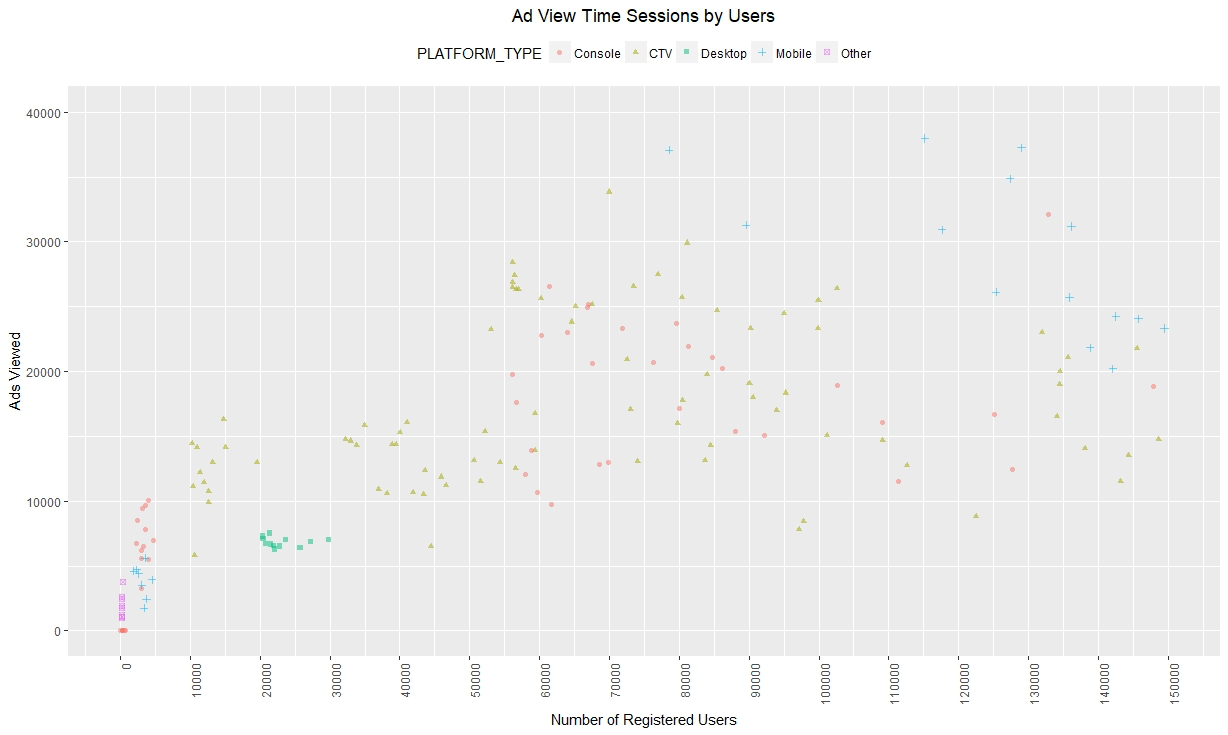 Ad View Time Sessions by Users
PLATFORM_TYPE Console CTV Desktop Mobile Other
Ads Viewed
40000
30000
20000
10000
0
0 10000 20000 30000 40000 50000 60000 70000 80000 90000 100000 110000 120000 130000 140000 150000
Number of Registered Users